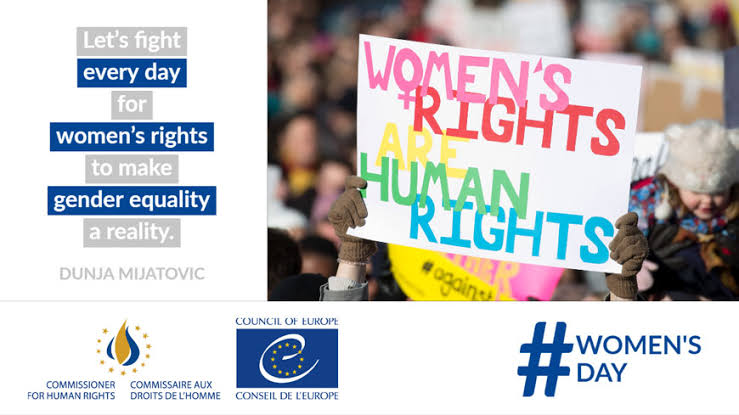 Let's fight
every day
for
women's rights
to make
gender equality
a reality.
DUNJA MIJATOVIC
WOMEN'S
RIGHTS
ARE
HUMAN
RIGHTS
#against
COMMISSIONER
FOR HUMAN RIGHTS
COMMISSAIRE AUX
DROITS DE L'HOMME
COUNCIL OF EUROPE
CONSEIL DE L'EUROPE
#WOMEN'S
DAY